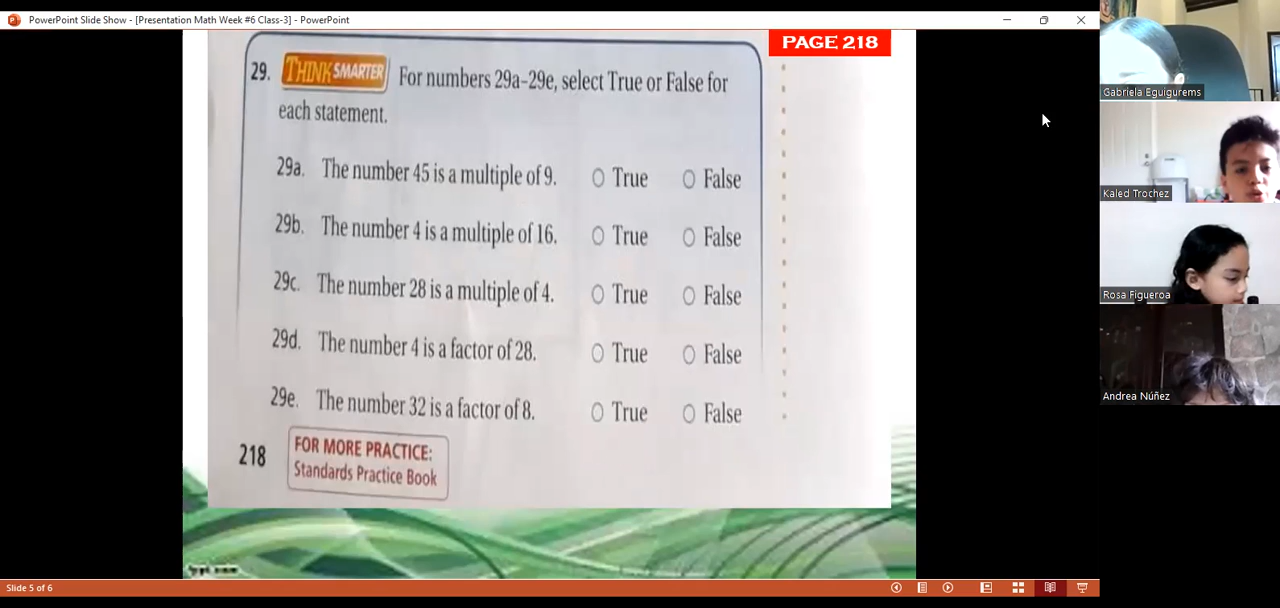 PowerPoint Slide Show - [Presentation Math Week #6 Class-3] - PowerPoint
PAGE 218
29. THINK SMARTER For numbers 29a–29e, select True or False for
each statement.
29a. The number 45 is a multiple of 9. True False
29b. The number 4 is a multiple of 16. True False
29c. The number 28 is a multiple of 4. True False
29d. The number 4 is a factor of 28. True False
29e. The number 32 is a factor of 8. True False
218
FOR MORE PRACTICE:
Standards Practice Book
Slide 5 of 6
Gabriela Eguigurems
Kaled Trochez
Rosa Figueroa
Andrea Núñez